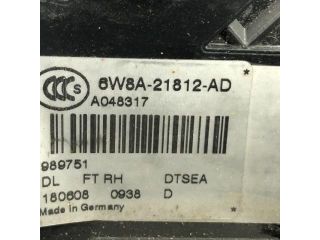 CCC S
6W8A-21812-AD
A048317
989751
DL FT RH DTSEA
180608 0938 D
Made in Germany